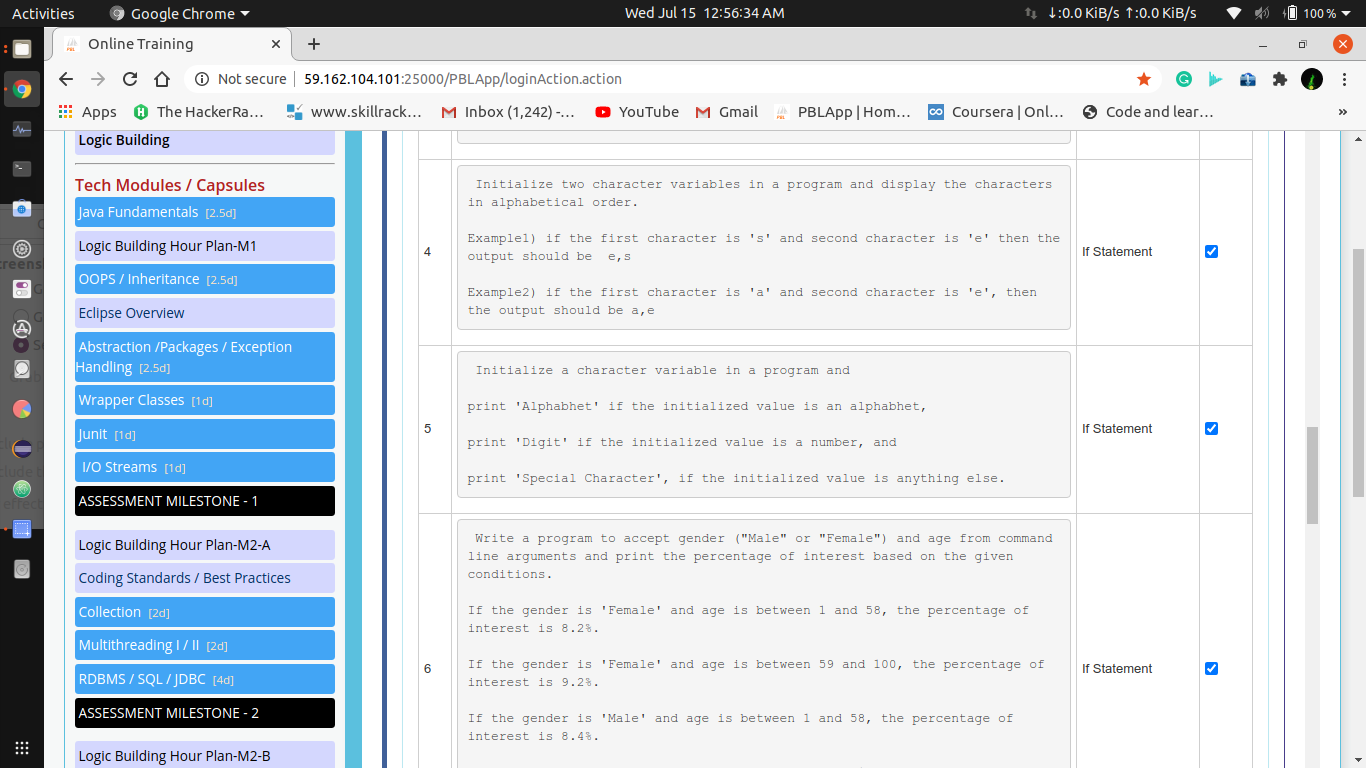 Activities
Google Chrome
Wed Jul 15 12:56:34 AM
↓:0.0 KiB/s ↑:0.0 KiB/s
100 %
Online Training
Not secure
59.162.104.101:25000/PBLApp/loginAction.action
Apps
The HackerRa...
www.skillrack...
Inbox (1,242) -...
YouTube
Gmail
PBLApp | Hom...
Coursera | Onl...
Code and lear...
»
Logic Building
Tech Modules / Capsules
Java Fundamentals [2.5d]
Logic Building Hour Plan-M1
OOPS / Inheritance [2.5d]
Eclipse Overview
Abstraction /Packages / Exception
Handling [2.5d]
Wrapper Classes [1d]
Junit [1d]
I/O Streams [1d]
ASSESSMENT MILESTONE - 1
Logic Building Hour Plan-M2-A
Coding Standards / Best Practices
Collection [2d]
Multithreading I / II [2d]
RDBMS / SQL / JDBC [4d]
ASSESSMENT MILESTONE - 2
Logic Building Hour Plan-M2-B
4
Initialize two character variables in a program and display the characters
in alphabetical order.
Example1) if the first character is 's' and second character is 'e' then the
output should be e,s
Example2) if the first character is 'a' and second character is 'e', then
the output should be a,e
If Statement
5
Initialize a character variable in a program and
print 'Alphabhet' if the initialized value is an alphabhet,
print 'Digit' if the initialized value is a number, and
print 'Special Character', if the initialized value is anything else.
If Statement
6
Write a program to accept gender ("Male" or "Female") and age from command
line arguments and print the percentage of interest based on the given
conditions.
If the gender is 'Female' and age is between 1 and 58, the percentage of
interest is 8.2%.
If the gender is 'Female' and age is between 59 and 100, the percentage of
interest is 9.2%.
If the gender is 'Male' and age is between 1 and 58, the percentage of
interest is 8.4%.
If Statement